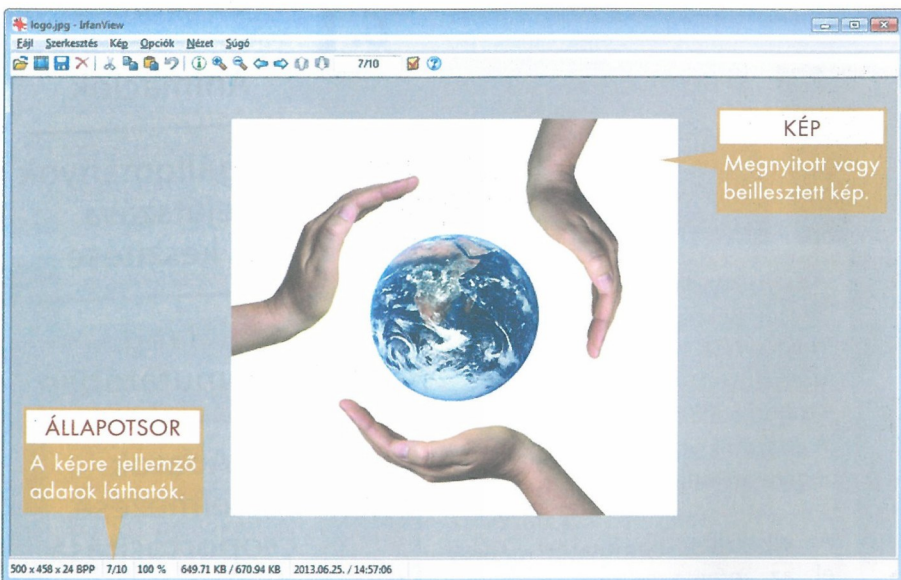 logo.jpg - IrfanView
Fájl Szerkesztés Kép Opciók Nézet Súgó
7/10
KÉP
Megnyitott vagy
beillesztett kép.
ÁLLAPOTSOR
A képre jellemző
adatok láthatók.
500 x 458 x 24 BPP 7/10 100 % 649.71 KB / 670.94 KB 2013.06.25. / 14:57:06